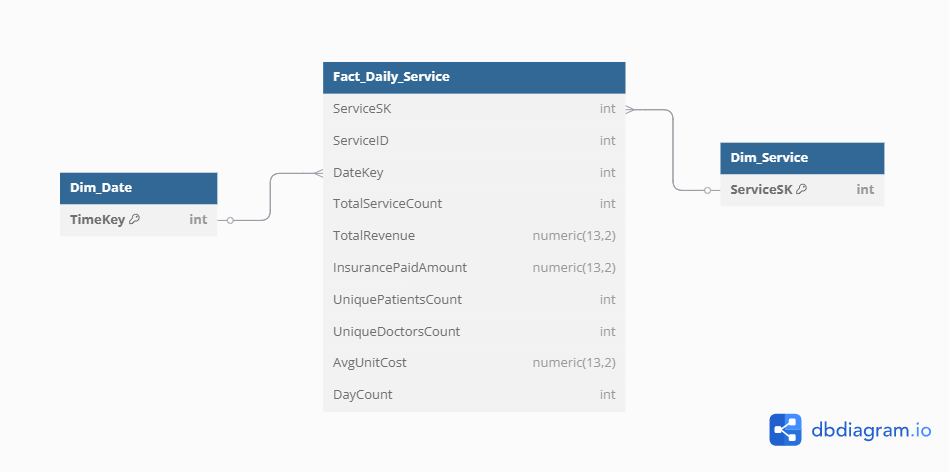 Fact_Daily_Service
ServiceSK int
ServiceID int
DateKey int
TotalServiceCount int
TotalRevenue numeric(13,2)
InsurancePaidAmount numeric(13,2)
UniquePatientsCount int
UniqueDoctorsCount int
AvgUnitCost numeric(13,2)
DayCount int
Dim_Date
TimeKey int
Dim_Service
ServiceSK int
dbdiagram.io